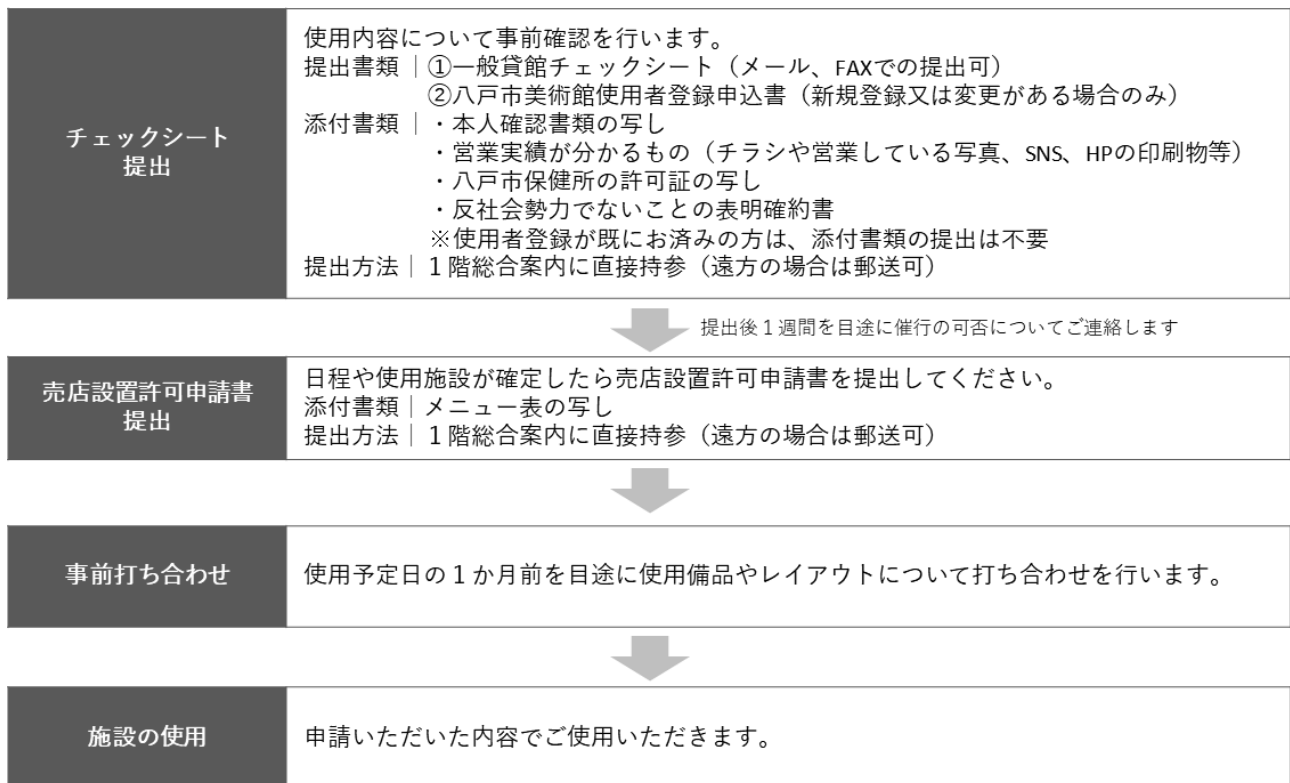 チェックシート
提出
使用内容について事前確認を行います。
提出書類｜①一般貸館チェックシート（メール、FAXでの提出可）
②八戸市美術館使用者登録申込書（新規登録又は変更がある場合のみ）
添付書類｜・本人確認書類の写し
・営業実績が分かるもの（チラシや営業している写真、SNS、HPの印刷物等）
・八戸市保健所の許可証の写し
・反社会勢力でないことの表明確約書
※使用者登録が既にお済みの方は、添付書類の提出は不要
提出方法｜１階総合案内に直接持参（遠方の場合は郵送可）
提出後１週間を目途に催行の可否についてご連絡します
売店設置許可申請書
提出
日程や使用施設が確定したら売店設置許可申請書を提出してください。
添付書類｜メニュー表の写し
提出方法｜１階総合案内に直接持参（遠方の場合は郵送可）
事前打ち合わせ
使用予定日の１か月前を目途に使用備品やレイアウトについて打ち合わせを行います。
施設の使用
申請いただいた内容でご使用いただきます。